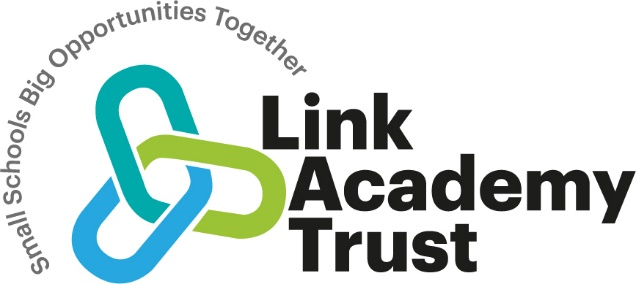 Small Schools Big Opportunities Together
Link
Academy
Trust